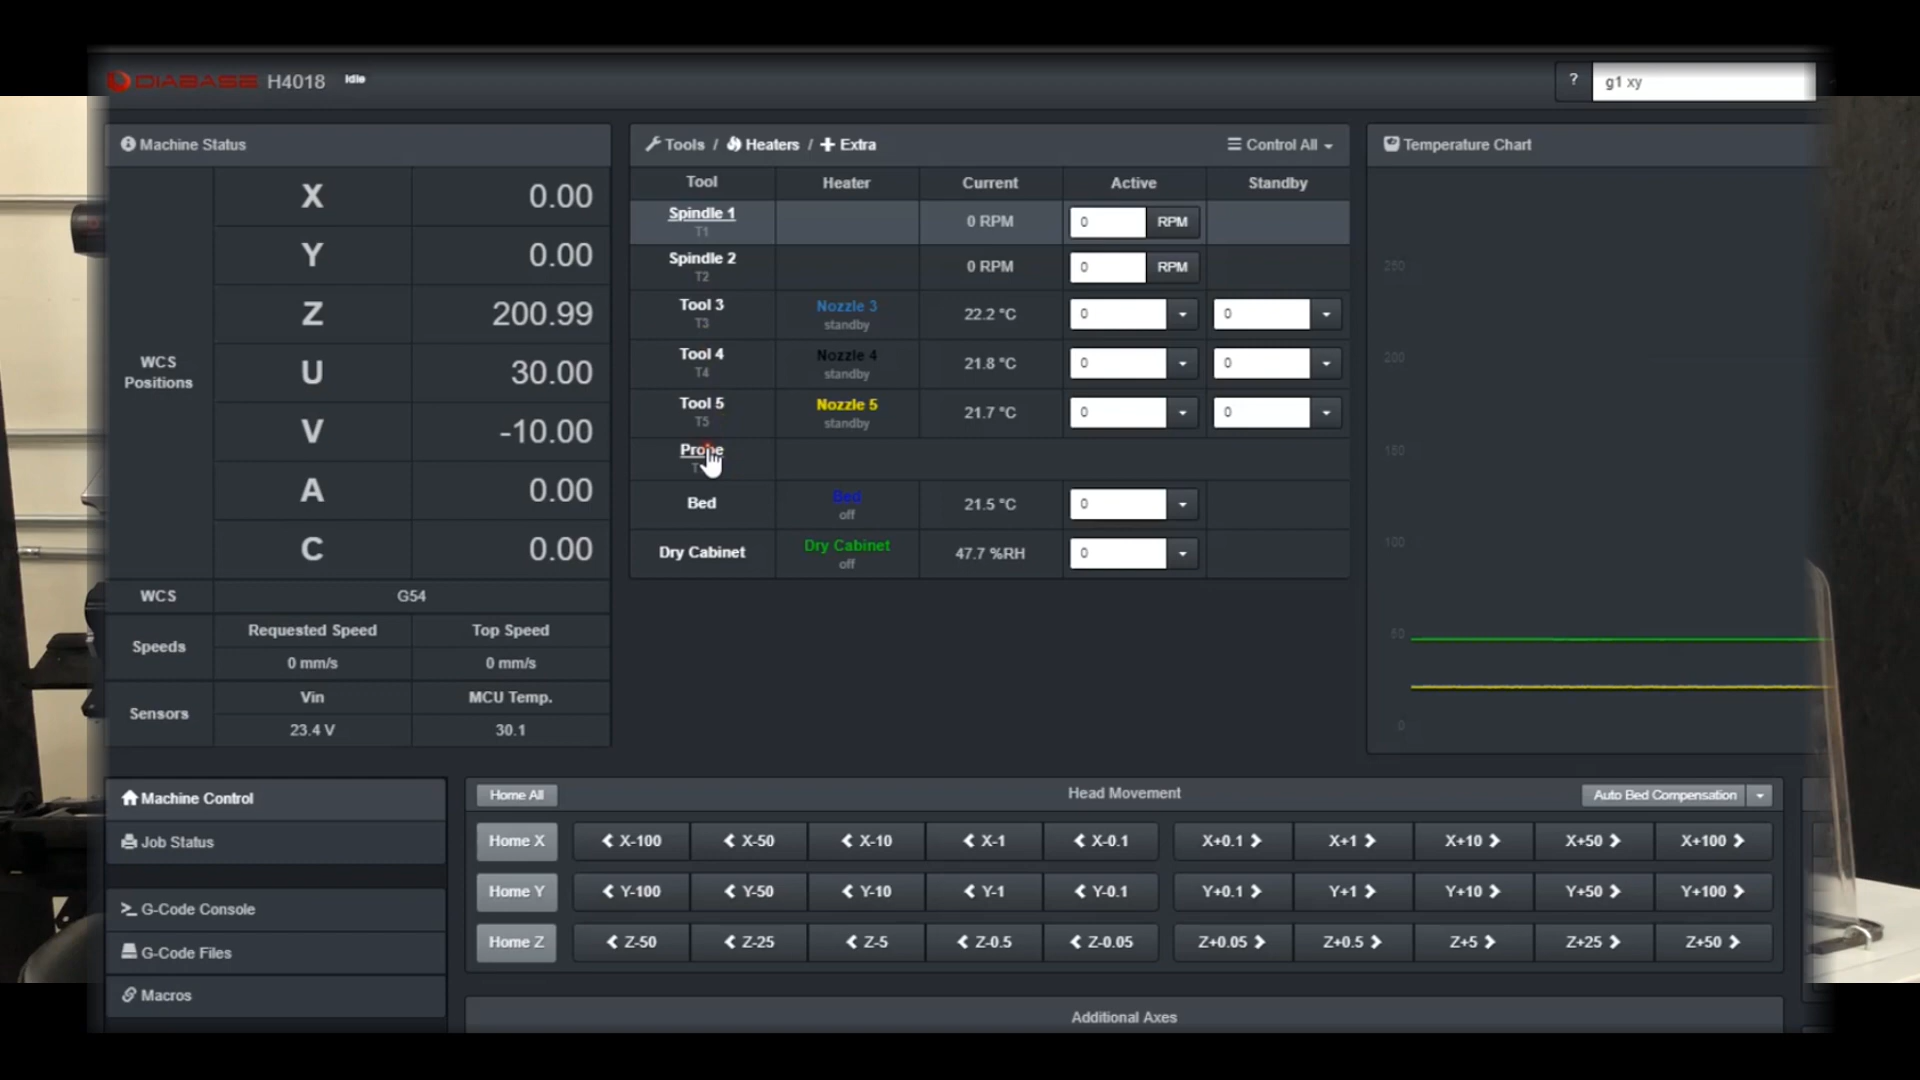 DIABASE H4018 Idle
? g1 xy
Machine Status
X 0.00
Y 0.00
Z 200.99
WCS Positions
U 30.00
V -10.00
A 0.00
C 0.00
WCS G54
Speeds
Requested Speed Top Speed
0 mm/s 0 mm/s
Sensors
Vin MCU Temp.
23.4 V 30.1
Tools / Heaters / Extra Control All
Tool Heater Current Active Standby
Spindle 1 0 RPM 0 RPM
T1
Spindle 2 0 RPM 0 RPM
T2
Tool 3 Nozzle 3 22.2 °C 0 0
T3 standby
Tool 4 Nozzle 4 21.8 °C 0 0
T4 standby
Tool 5 Nozzle 5 21.7 °C 0 0
T5 standby
Probe
Bed Bed 21.5 °C 0
off
Dry Cabinet Dry Cabinet 47.7 %RH 0
off
Temperature Chart
250
200
150
100
50
0
Machine Control
Job Status
G-Code Console
G-Code Files
Macros
Home All Head Movement Auto Bed Compensation
Home X X-100 X-50 X-10 X-1 X-0.1 X+0.1 X+1 X+10 X+50 X+100
Home Y Y-100 Y-50 Y-10 Y-1 Y-0.1 Y+0.1 Y+1 Y+10 Y+50 Y+100
Home Z Z-50 Z-25 Z-5 Z-0.5 Z-0.05 Z+0.05 Z+0.5 Z+5 Z+25 Z+50
Additional Axes